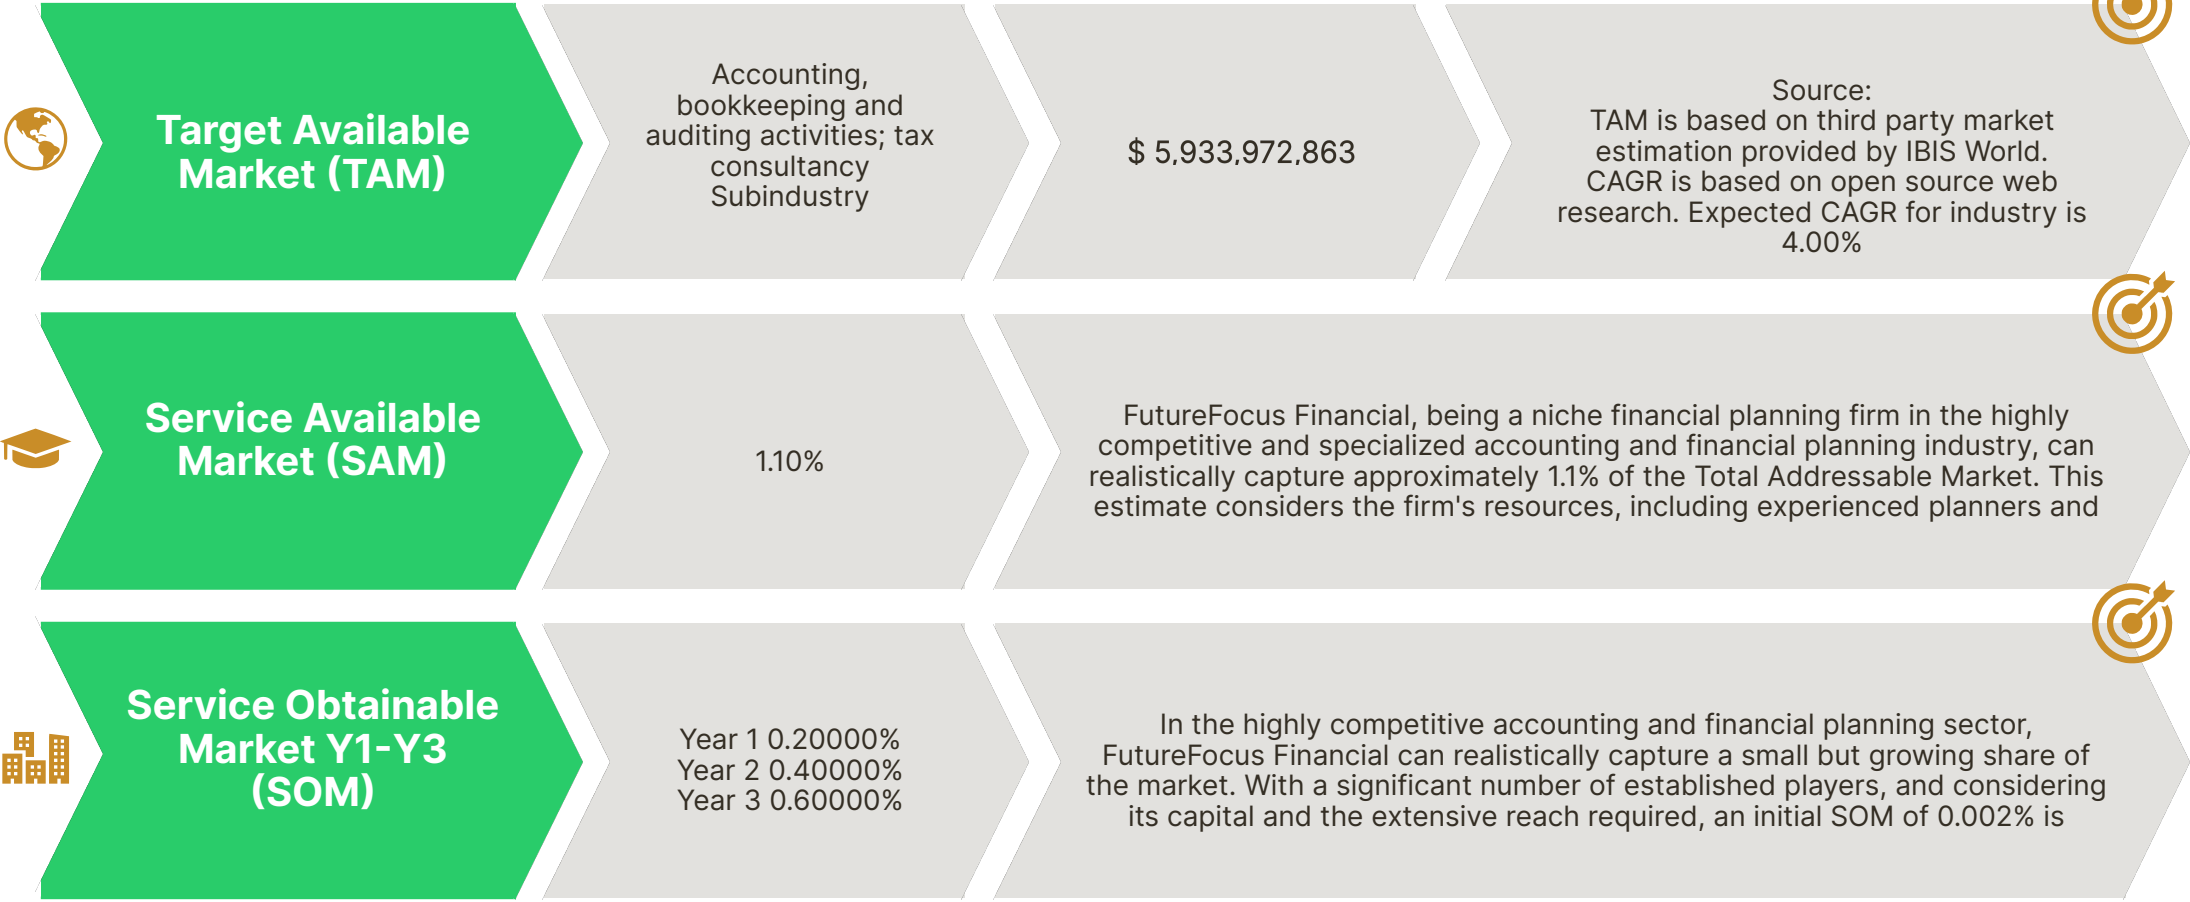 Target Available
Market (TAM)
Accounting,
bookkeeping and
auditing activities; tax
consultancy
Subindustry
$ 5,933,972,863
Source:
TAM is based on third party market
estimation provided by IBIS World.
CAGR is based on open source web
research. Expected CAGR for industry is
4.00%
Service Available
Market (SAM)
1.10%
FutureFocus Financial, being a niche financial planning firm in the highly
competitive and specialized accounting and financial planning industry, can
realistically capture approximately 1.1% of the Total Addressable Market. This
estimate considers the firm's resources, including experienced planners and
Service Obtainable
Market Y1-Y3
(SOM)
Year 1 0.20000%
Year 2 0.40000%
Year 3 0.60000%
In the highly competitive accounting and financial planning sector,
FutureFocus Financial can realistically capture a small but growing share of
the market. With a significant number of established players, and considering
its capital and the extensive reach required, an initial SOM of 0.002% is